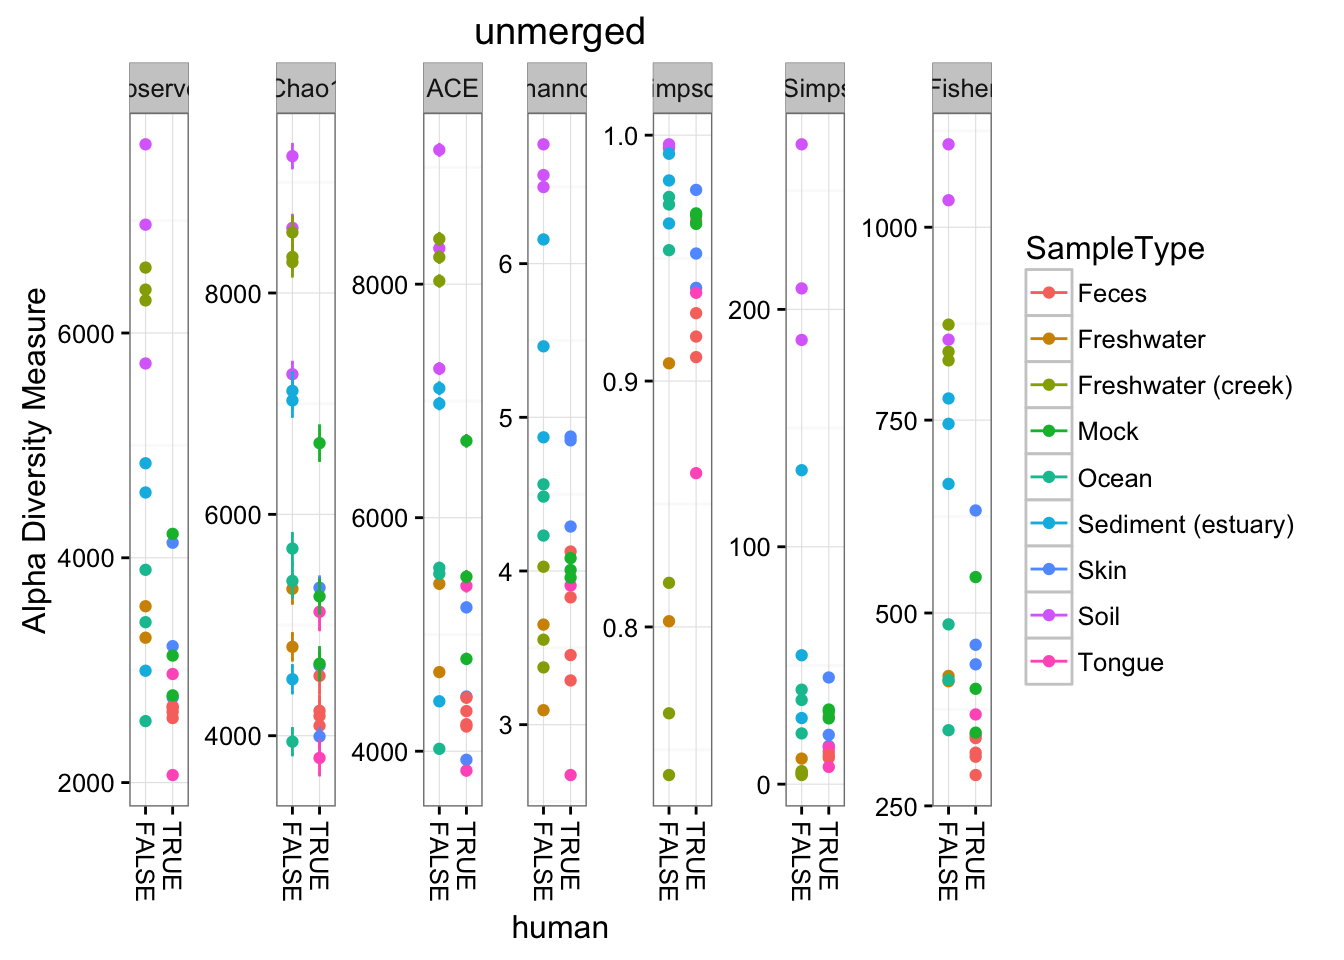 unmerged
bserve
Chao1
ACE
hanno
impso
Simps
Fisher
Alpha Diversity Measure
6000
4000
2000
8000
6000
4000
8000
6000
4000
6
5
4
3
1.0
0.9
0.8
200
100
0
1000
750
500
250
FALSE
TRUE
FALSE
TRUE
FALSE
TRUE
FALSE
TRUE
FALSE
TRUE
FALSE
TRUE
FALSE
TRUE
human
SampleType
Feces
Freshwater
Freshwater (creek)
Mock
Ocean
Sediment (estuary)
Skin
Soil
Tongue